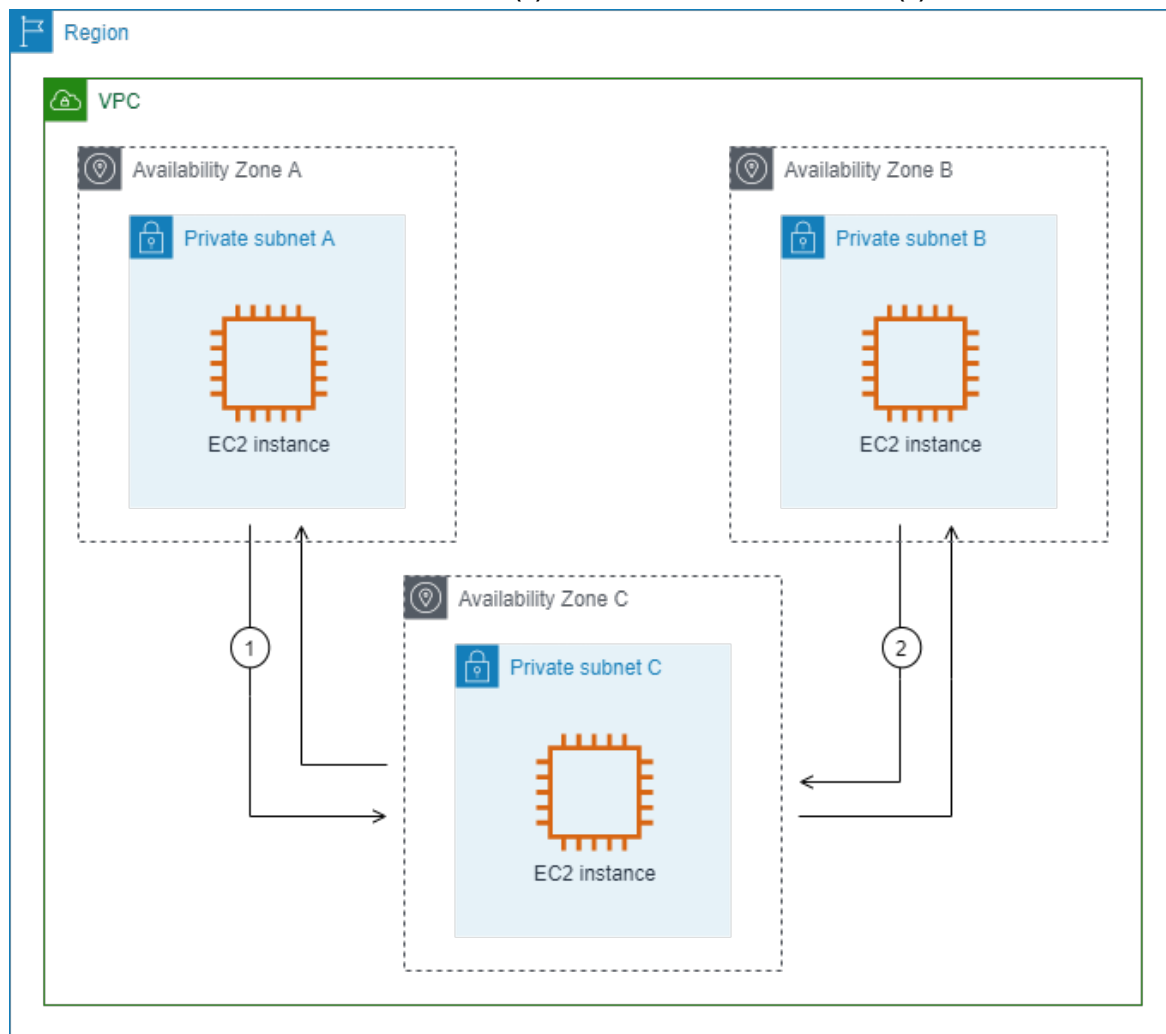 Region
VPC
Availability Zone A
Availability Zone B
Private subnet A
Private subnet B
EC2 instance
EC2 instance
Availability Zone C
1
2
Private subnet C
EC2 instance